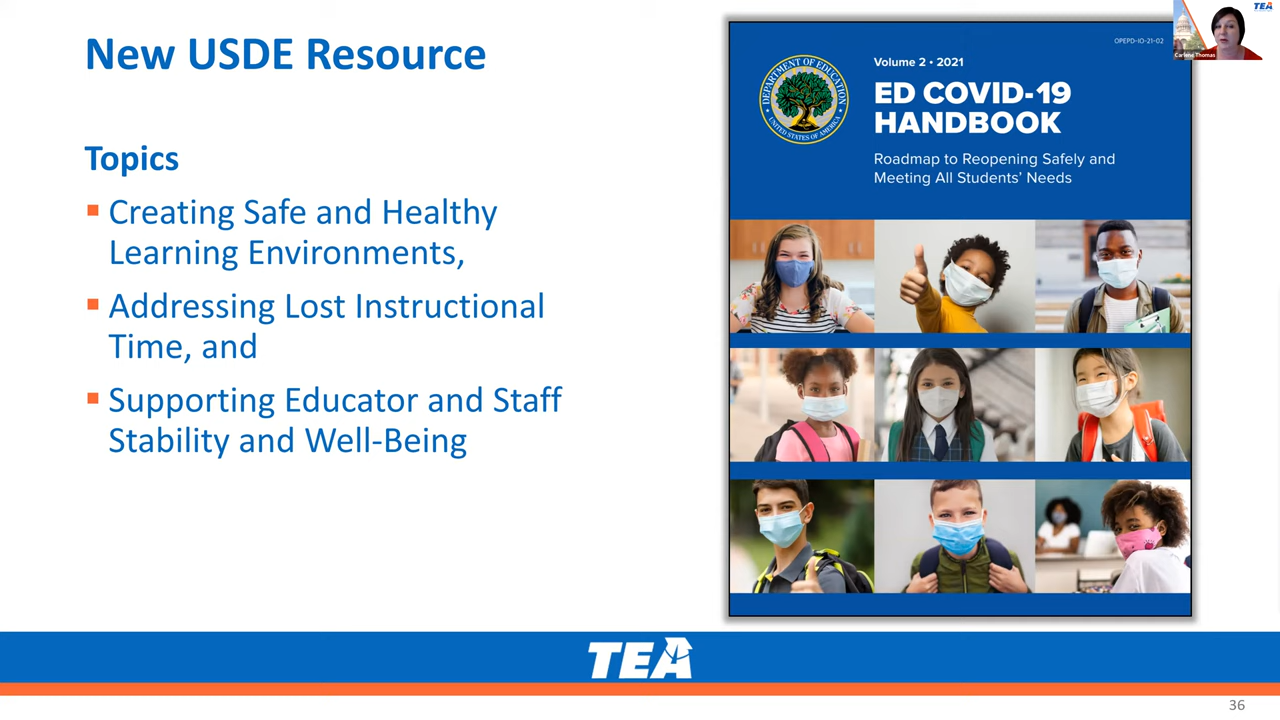 New USDE Resource
Topics
Creating Safe and Healthy
Learning Environments,
Addressing Lost Instructional
Time, and
Supporting Educator and Staff
Stability and Well-Being
OPEPD-IO-21-02
Volume 2 • 2021
ED COVID-19
HANDBOOK
Roadmap to Reopening Safely and
Meeting All Students’ Needs
DEPARTMENT OF EDUCATION
UNITED STATES OF AMERICA
TEA
Carlene Thomas
TEA
36